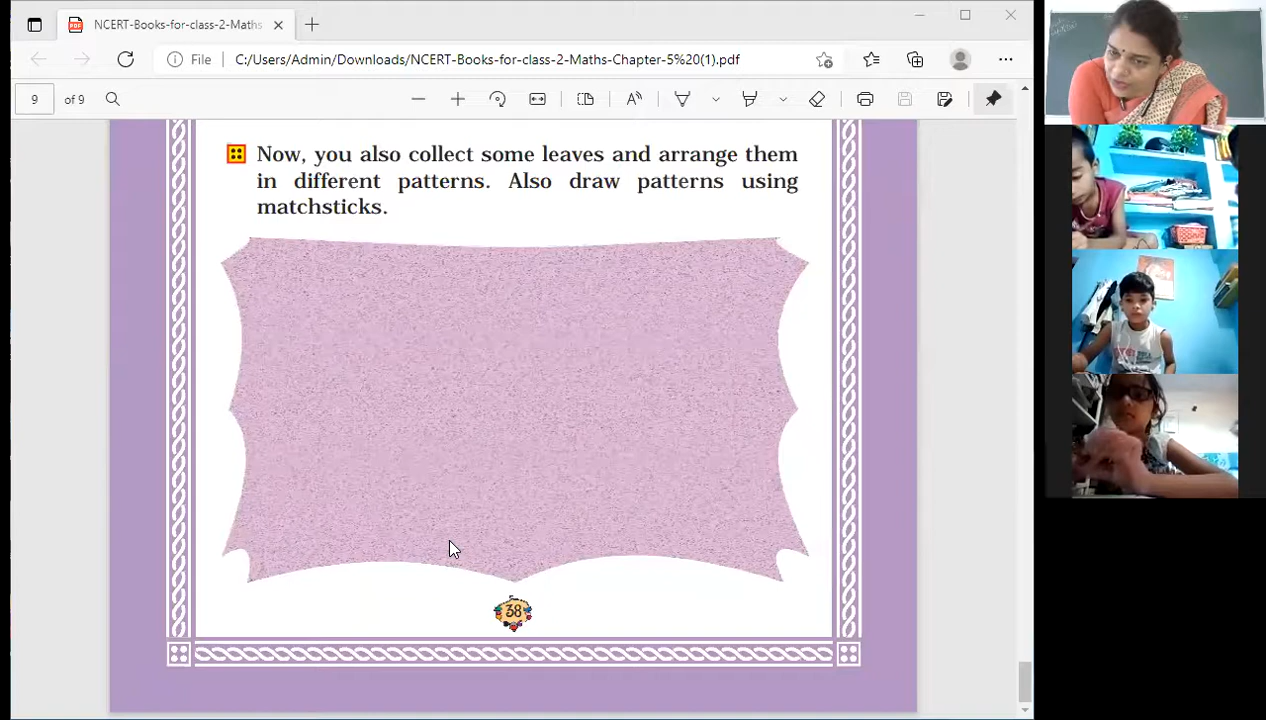 NCERT-Books-for-class-2-Maths
File C:/Users/Admin/Downloads/NCERT-Books-for-class-2-Maths-Chapter-5%20(1).pdf
9 of 9
Now, you also collect some leaves and arrange them
in different patterns. Also draw patterns using
matchsticks.
38